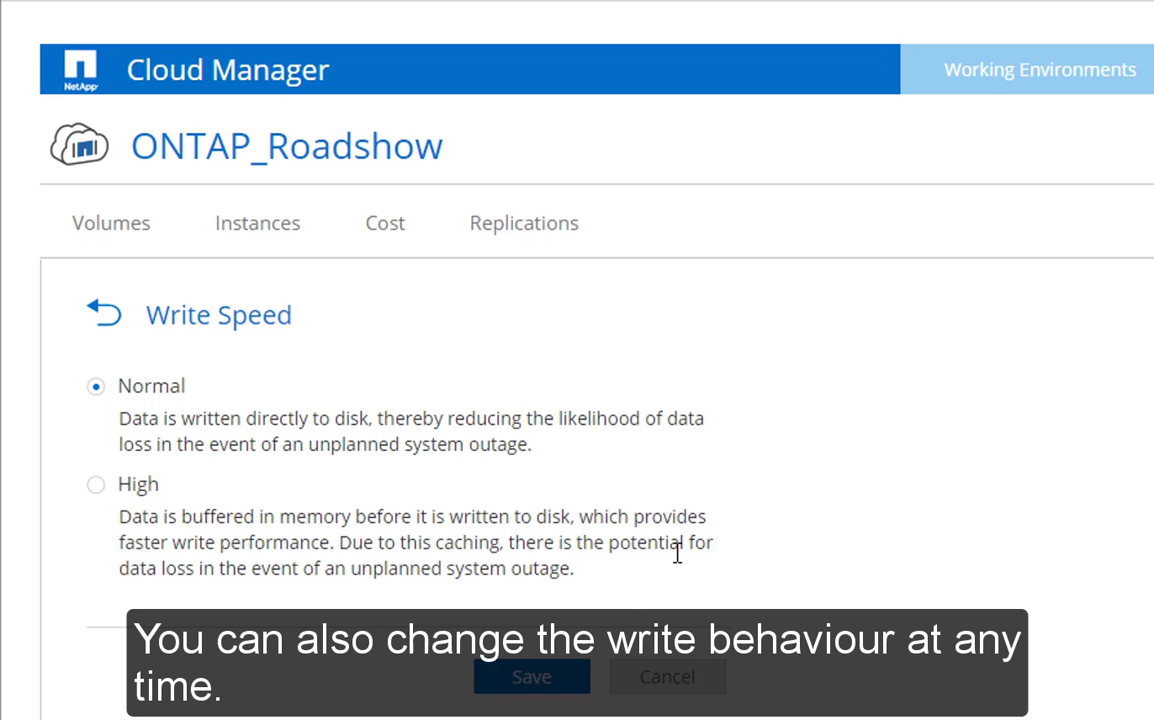 NetApp
Cloud Manager
Working Environments
ONTAP_Roadshow
Volumes
Instances
Cost
Replications
Write Speed
Normal
Data is written directly to disk, thereby reducing the likelihood of data
loss in the event of an unplanned system outage.
High
Data is buffered in memory before it is written to disk, which provides
faster write performance. Due to this caching, there is the potential for
data loss in the event of an unplanned system outage.
You can also change the write behaviour at any
time.
Save
Cancel